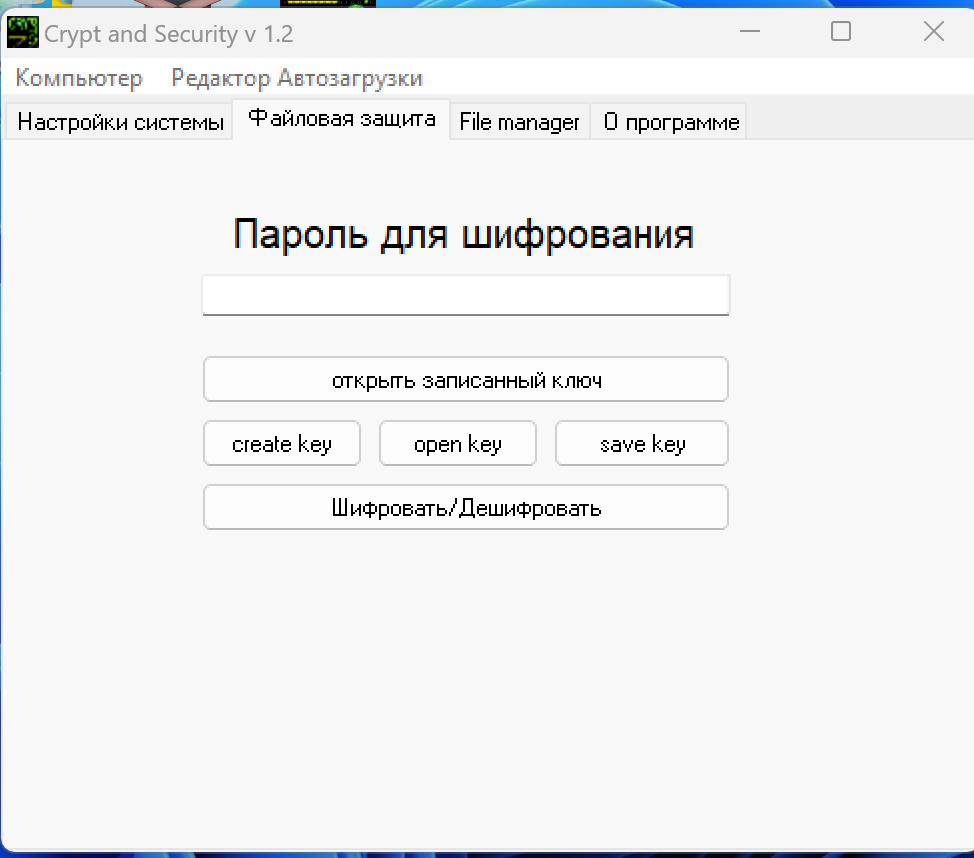 Crypt and Security v 1.2
Компьютер Редактор Автозагрузки
Настройки системы Файловая защита File manager О программе
Пароль для шифрования
открыть записанный ключ
create key open key save key
Шифровать/Дешифровать